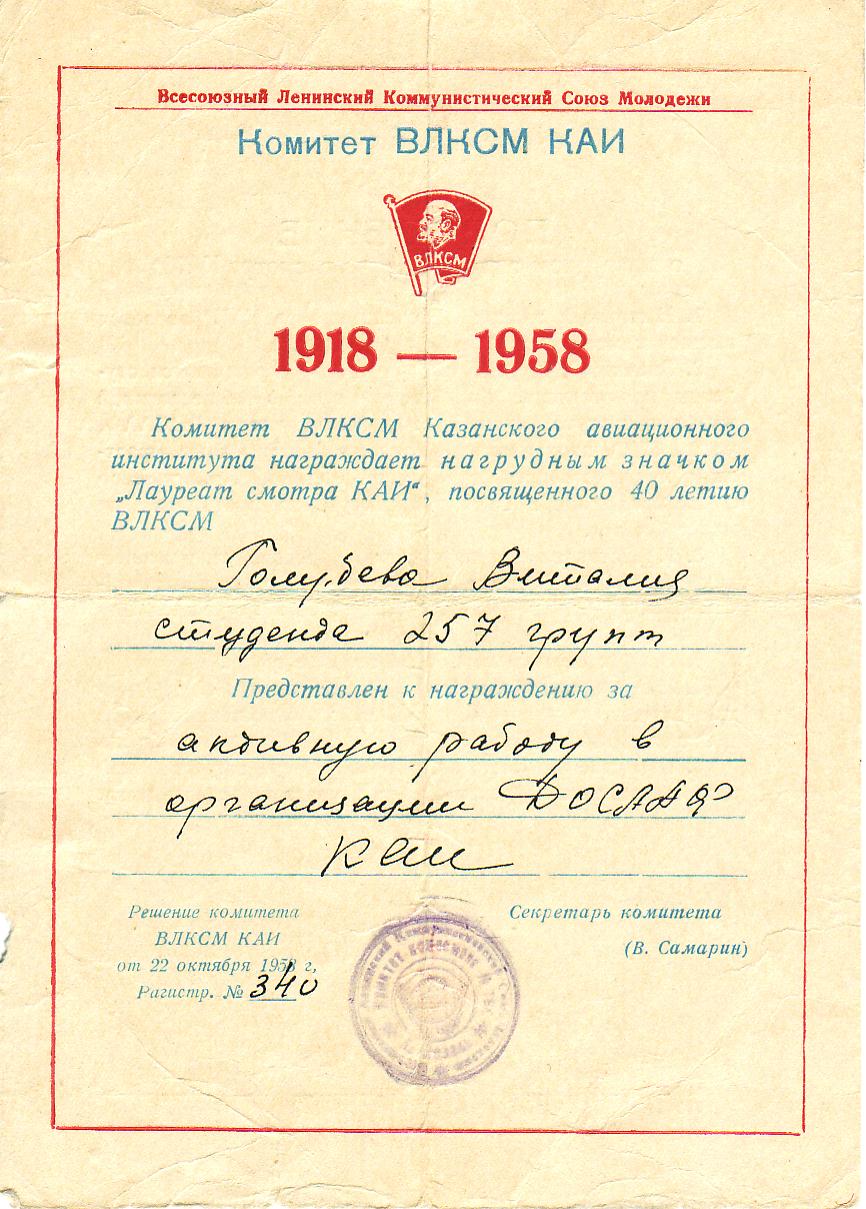 Всесоюзный Ленинский Коммунистический Союз Молодежи
Комитет ВЛКСМ КАИ
ВЛКСМ
1918 — 1958
Комитет ВЛКСМ Казанского авиационного
института награждает нагрудным значком
„Лауреат смотра КАИ“, посвященного 40 летию
ВЛКСМ
Голубева Виталия
студента 257 групп
Представлен к награждению за
активную работу в
организации ДОСААФ
КАИ
Решение комитета
ВЛКСМ КАИ
от 22 октября 1958 г,
Рагистр. № 340
Секретарь комитета
(В. Самарин)